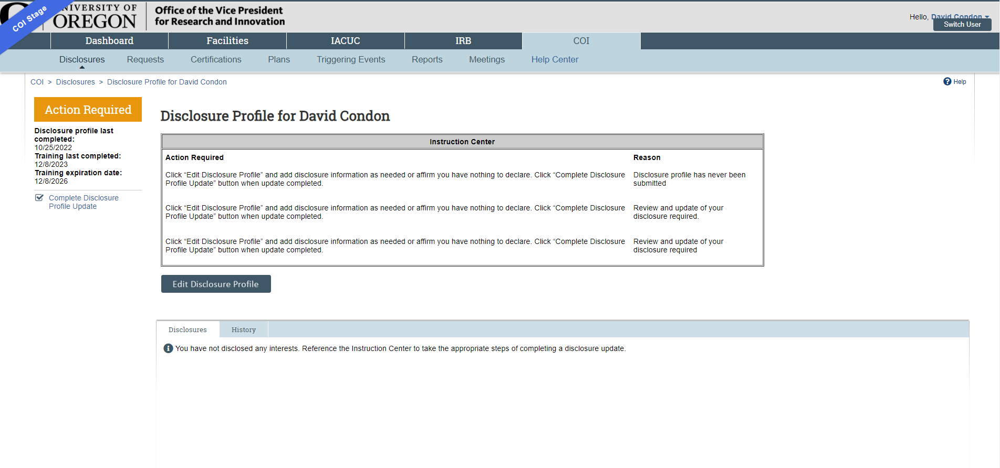 COI Stage
UNIVERSITY OF
OREGON
Office of the Vice President
for Research and Innovation
Hello, David Condon
Switch User
Dashboard
Facilities
IACUC
IRB
COI
Disclosures
Requests
Certifications
Plans
Triggering Events
Reports
Meetings
Help Center
COI > Disclosures > Disclosure Profile for David Condon
Help
Action Required
Disclosure profile last
completed:
10/25/2022
Training last completed:
12/8/2023
Training expiration date:
12/8/2026
Complete Disclosure
Profile Update
Disclosure Profile for David Condon
Instruction Center
Action Required
Reason
Click “Edit Disclosure Profile” and add disclosure information as needed or affirm you have nothing to declare. Click “Complete Disclosure
Profile Update” button when update completed.
Disclosure profile has never been
submitted
Click “Edit Disclosure Profile” and add disclosure information as needed or affirm you have nothing to declare. Click “Complete Disclosure
Profile Update” button when update completed.
Review and update of your
disclosure required.
Click “Edit Disclosure Profile” and add disclosure information as needed or affirm you have nothing to declare. Click “Complete Disclosure
Profile Update” button when update completed.
Review and update of your
disclosure required
Edit Disclosure Profile
Disclosures
History
You have not disclosed any interests. Reference the Instruction Center to take the appropriate steps of completing a disclosure update.